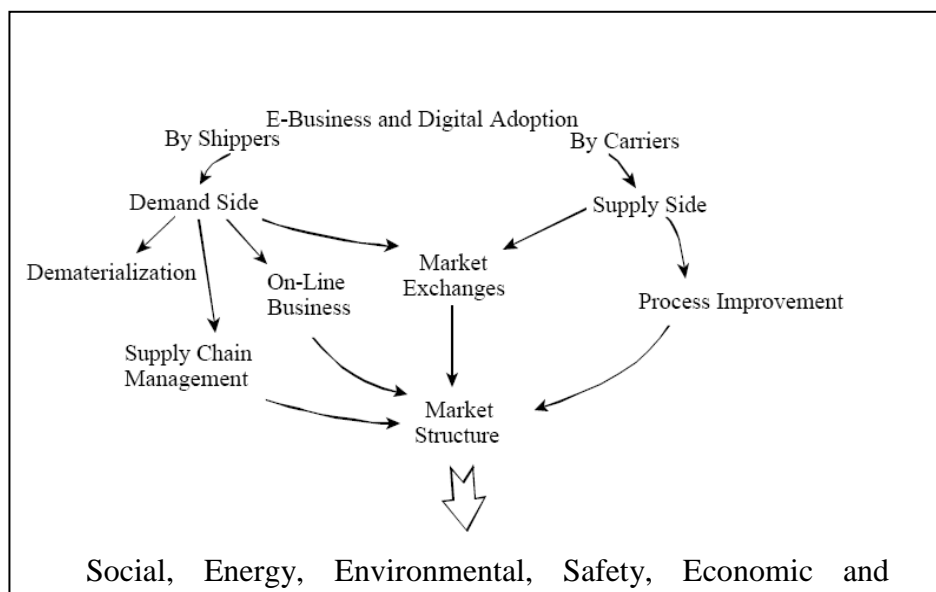 E-Business and Digital Adoption
By Shippers
By Carriers
Demand Side
Supply Side
Dematerialization
On-Line
Business
Market
Exchanges
Process Improvement
Supply Chain
Management
Market
Structure
Social, Energy, Environmental, Safety, Economic and